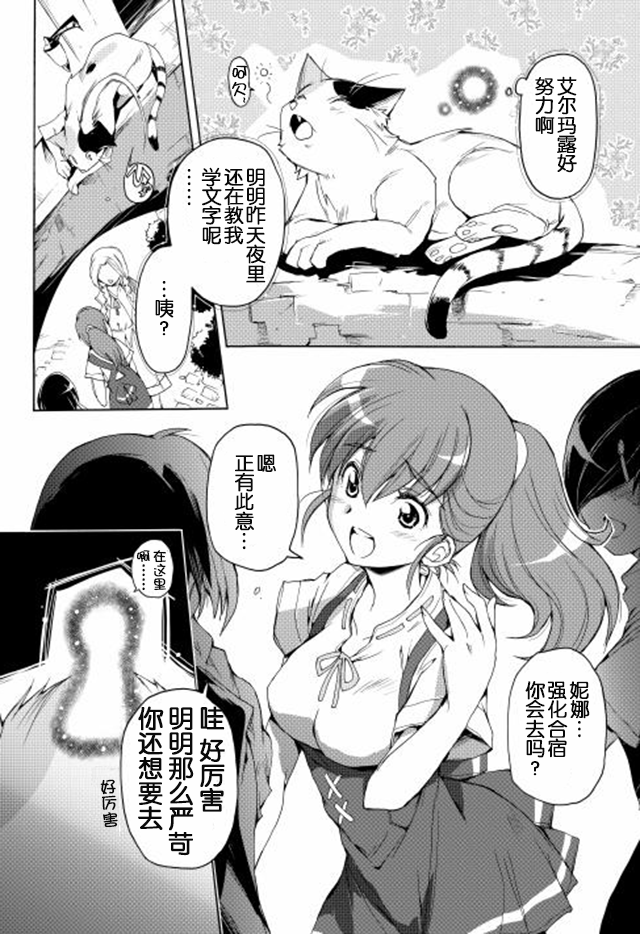 艾尔玛露好
努力啊
呵欠
明明昨天夜里
还在教我
学文字呢
……
…咦？
妮娜…
强化合宿
你会去吗？
嗯
正有此意…
哇 好厉害
明明那么严苛
你还想要去
好厉害
在这里
啊……